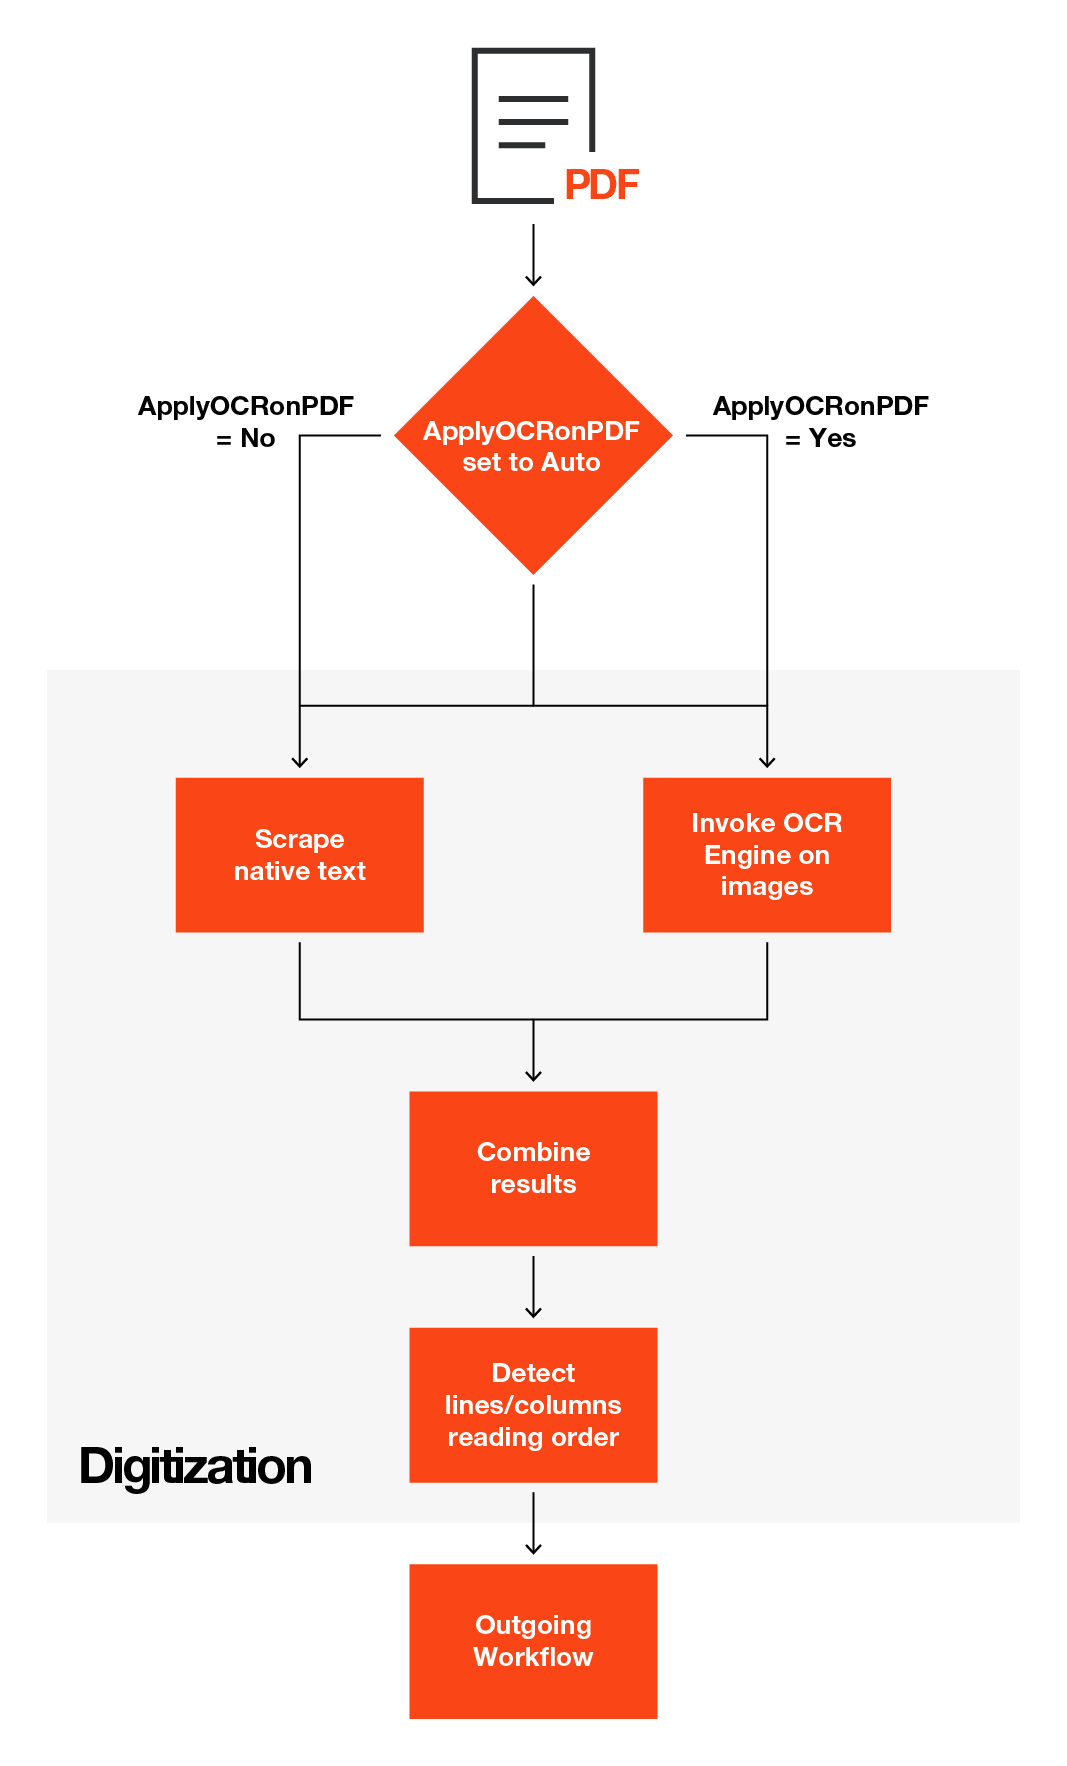 PDF
ApplyOCRonPDF
= No
ApplyOCRonPDF
set to Auto
ApplyOCRonPDF
= Yes
Scrape
native text
Invoke OCR
Engine on
images
Combine
results
Detect
lines/columns
reading order
Digitization
Outgoing
Workflow